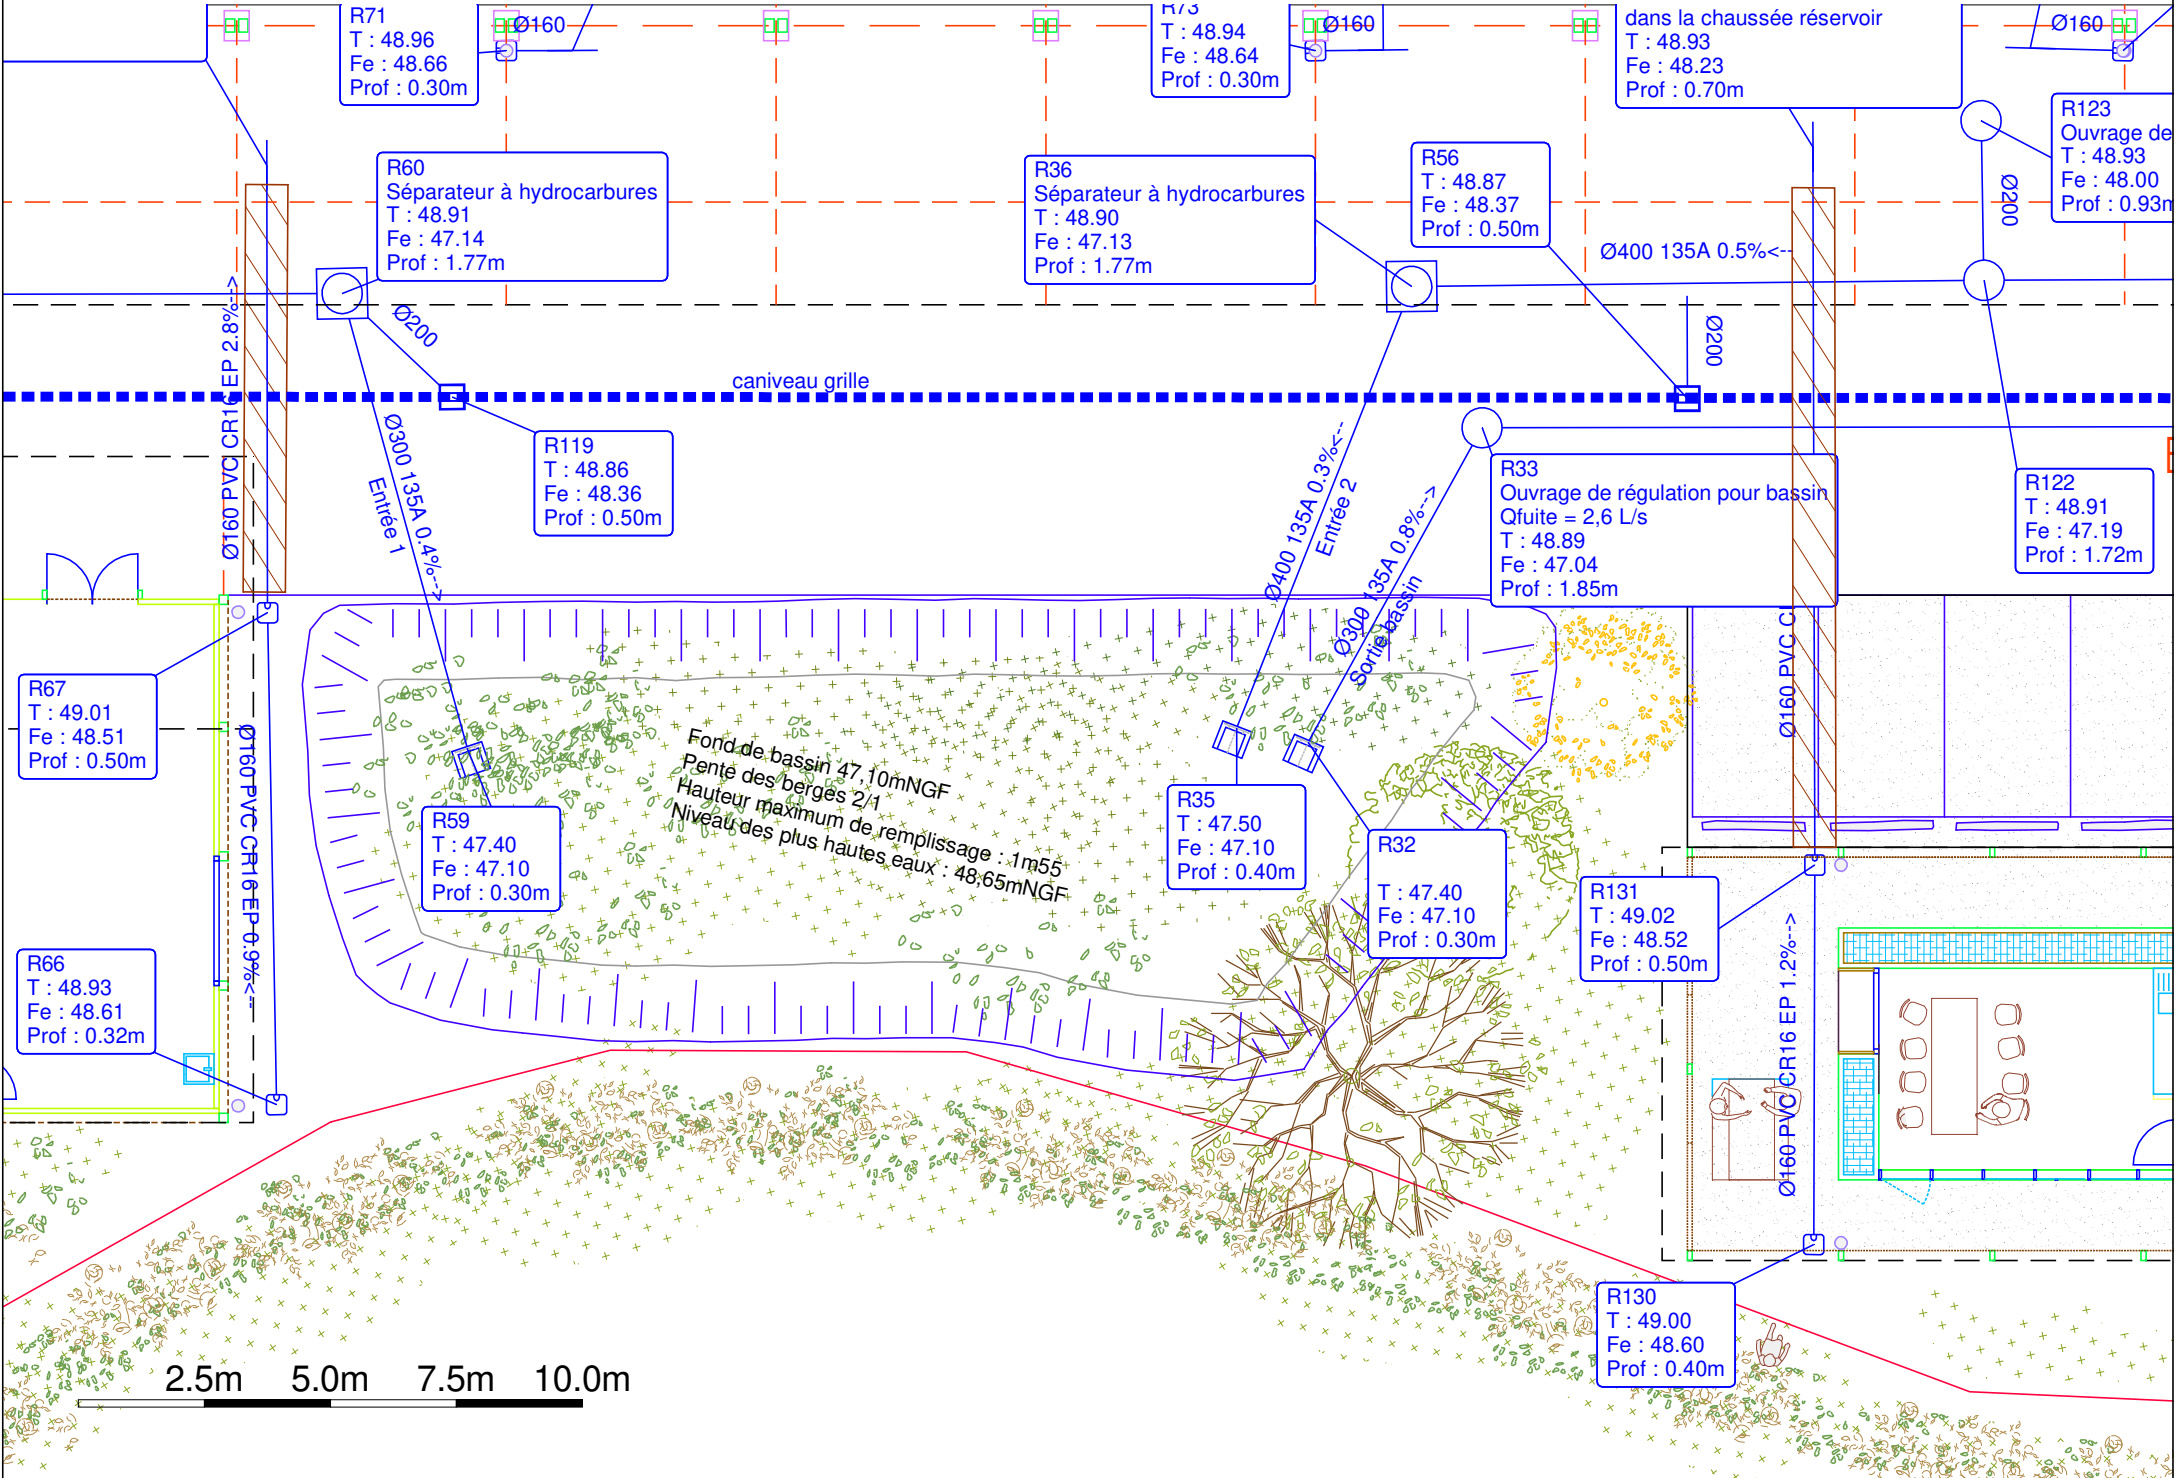 R71
T : 48.96
Fe : 48.66
Prof : 0.30m
Ø160
R73
T : 48.94
Fe : 48.64
Prof : 0.30m
Ø160
dans la chaussée réservoir
T : 48.93
Fe : 48.23
Prof : 0.70m
Ø160
R123
Ouvrage de
T : 48.93
Fe : 48.00
Prof : 0.93m
R60
Séparateur à hydrocarbures
T : 48.91
Fe : 47.14
Prof : 1.77m
R36
Séparateur à hydrocarbures
T : 48.90
Fe : 47.13
Prof : 1.77m
R56
T : 48.87
Fe : 48.37
Prof : 0.50m
Ø200
Ø400 135A 0.5%<--
Ø160 PVC CR16 EP 2.8%-->
Ø200
Ø200
caniveau grille
Ø300 135A 0.4%--->
Entrée 1
R119
T : 48.86
Fe : 48.36
Prof : 0.50m
Ø400 135A 0.3%<---
Entrée 2
Ø300 135A 0.8%--->
Sortie bassin
R33
Ouvrage de régulation pour bassin
Qfuite = 2,6 L/s
T : 48.89
Fe : 47.04
Prof : 1.85m
R122
T : 48.91
Fe : 47.19
Prof : 1.72m
R67
T : 49.01
Fe : 48.51
Prof : 0.50m
Ø160 PVC CR16 EP 0.9%<--
Ø160 PVC C
Fond de bassin 47,10mNGF
Pente des berges 2/1
Hauteur maximum de remplissage : 1m55
Niveau des plus hautes eaux : 48,65mNGF
R59
T : 47.40
Fe : 47.10
Prof : 0.30m
R35
T : 47.50
Fe : 47.10
Prof : 0.40m
R32
T : 47.40
Fe : 47.10
Prof : 0.30m
R131
T : 49.02
Fe : 48.52
Prof : 0.50m
R66
T : 48.93
Fe : 48.61
Prof : 0.32m
Ø160 PVC CR16 EP 1.2%-->
R130
T : 49.00
Fe : 48.60
Prof : 0.40m
2.5m 5.0m 7.5m 10.0m